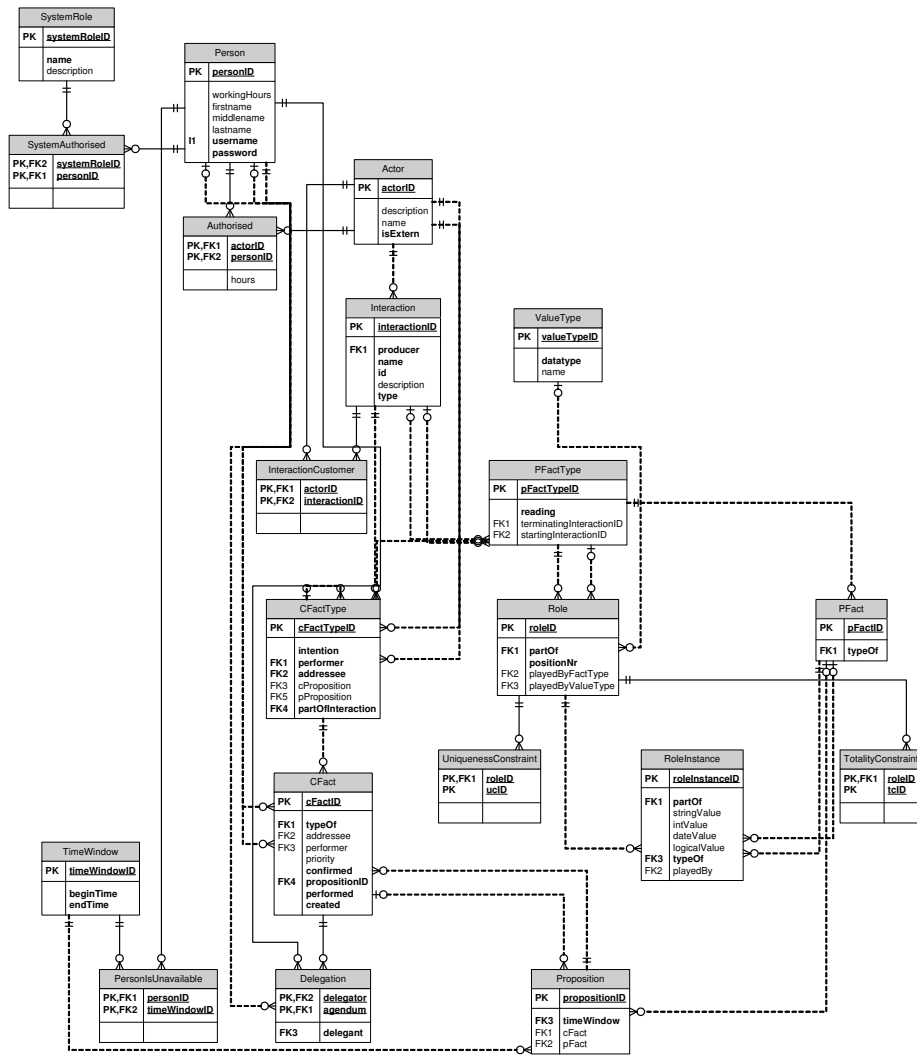 SystemRole
PK systemRoleID
name
description
Person
PK personID
workingHours
firstname
middlename
lastname
I1 username
password
SystemAuthorised
PK,FK2 systemRoleID
PK,FK1 personID
Actor
PK actorID
description
name
isExtern
Authorised
PK,FK1 actorID
PK,FK2 personID
hours
Interaction
PK interactionID
FK1 producer
name
id
description
type
ValueType
PK valueTypeID
datatype
name
InteractionCustomer
PK,FK1 actorID
PK,FK2 interactionID
PFactType
PK pFactTypeID
reading
FK1 terminatingInteractionID
FK2 startingInteractionID
CFactType
PK cFactTypeID
intention
FK1 performer
FK2 addressee
FK3 cProposition
FK5 pProposition
FK4 partOfInteraction
Role
PK roleID
FK1 partOf
positionNr
FK2 playedByFactType
FK3 playedByValueType
PFact
PK pFactID
FK1 typeOf
UniquenessConstraint
PK,FK1 roleID
PK ucID
RoleInstance
PK roleInstanceID
FK1 partOf
stringValue
intValue
dateValue
logicalValue
FK3 typeOf
FK2 playedBy
TotalityConstraint
PK,FK1 roleID
PK tcID
CFact
PK cFactID
FK1 typeOf
FK2 addressee
FK3 performer
priority
confirmed
FK4 propositionID
performed
created
TimeWindow
PK timeWindowID
beginTime
endTime
PersonIsUnavailable
PK,FK1 personID
PK,FK2 timeWindowID
Delegation
PK,FK2 delegator
PK,FK1 agendum
FK3 delegant
Proposition
PK propositionID
FK3 timeWindow
FK1 cFact
FK2 pFact